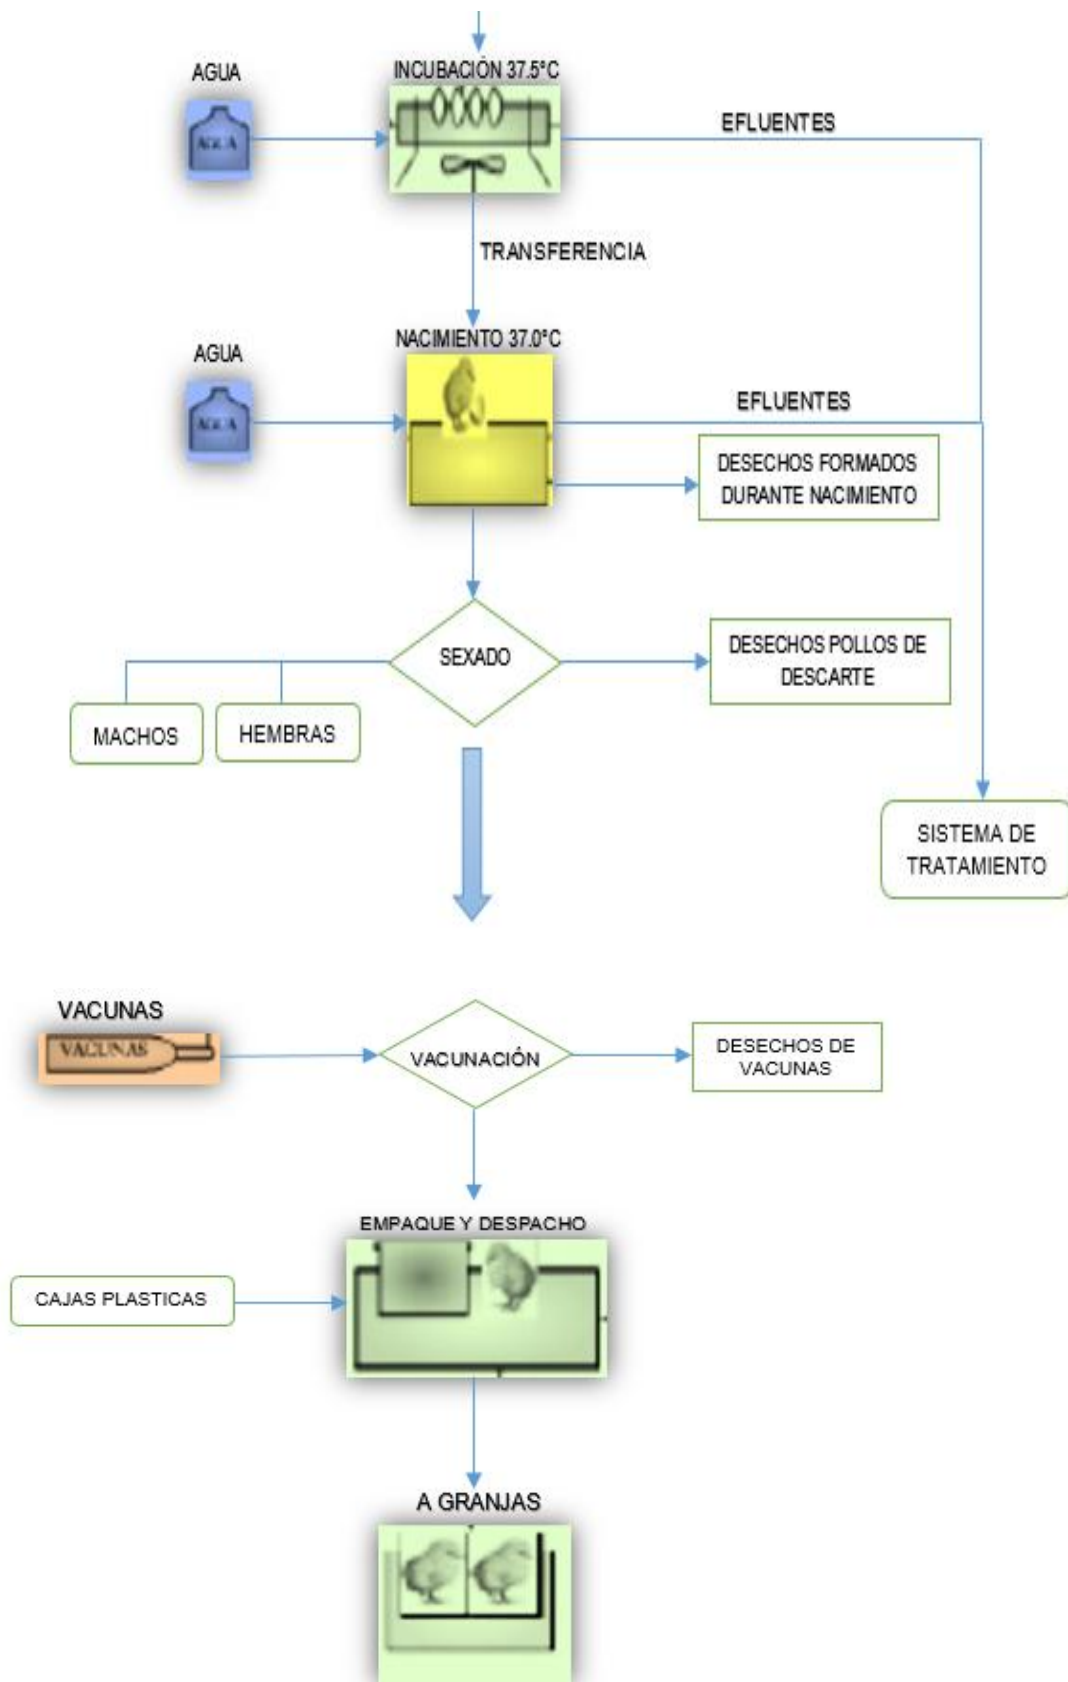 AGUA
INCUBACIÓN 37.5°C
AGUA
EFLUENTES
TRANSFERENCIA
AGUA
NACIMIENTO 37.0°C
AGUA
EFLUENTES
DESECHOS FORMADOS
DURANTE NACIMIENTO
SEXADO
DESECHOS POLLOS DE
DESCARTE
MACHOS
HEMBRAS
SISTEMA DE
TRATAMIENTO
VACUNAS
VACUNAS
VACUNACIÓN
DESECHOS DE
VACUNAS
EMPAQUE Y DESPACHO
CAJAS PLASTICAS
A GRANJAS